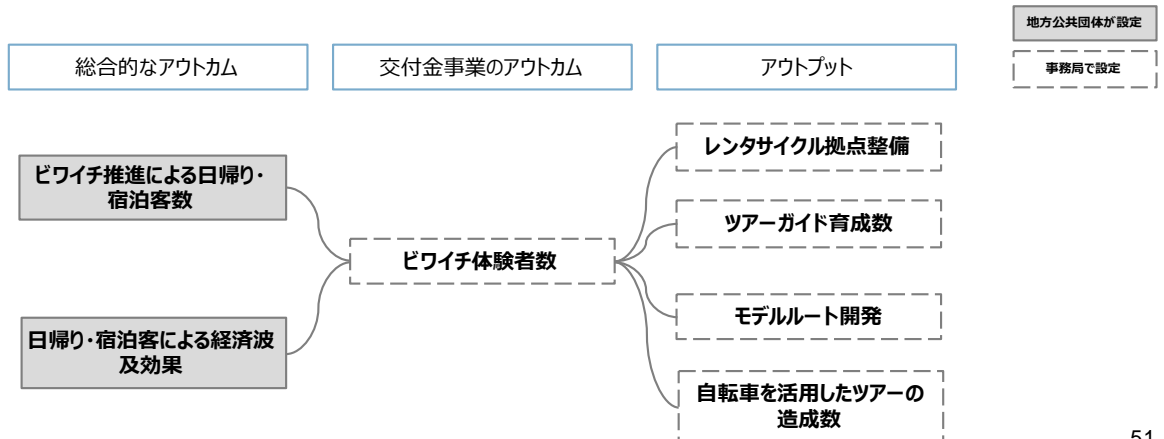 地方公共団体が設定
事務局で設定
総合的なアウトカム
交付金事業のアウトカム
アウトプット
ビワイチ推進による日帰り・
宿泊客数
日帰り・宿泊客による経済波
及効果
ビワイチ体験者数
レンタサイクル拠点整備
ツアーガイド育成数
モデルルート開発
自転車を活用したツアーの
造成数
51